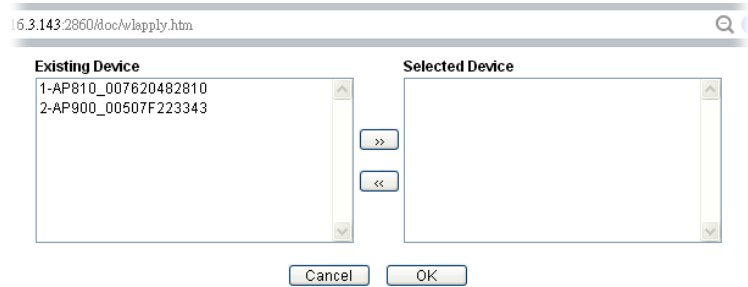 16.3.143:2860/doc/wlapply.htm
Existing Device
Selected Device
1-AP810_007620482810
2-AP900_00507F223343
>>
<<
Cancel
OK